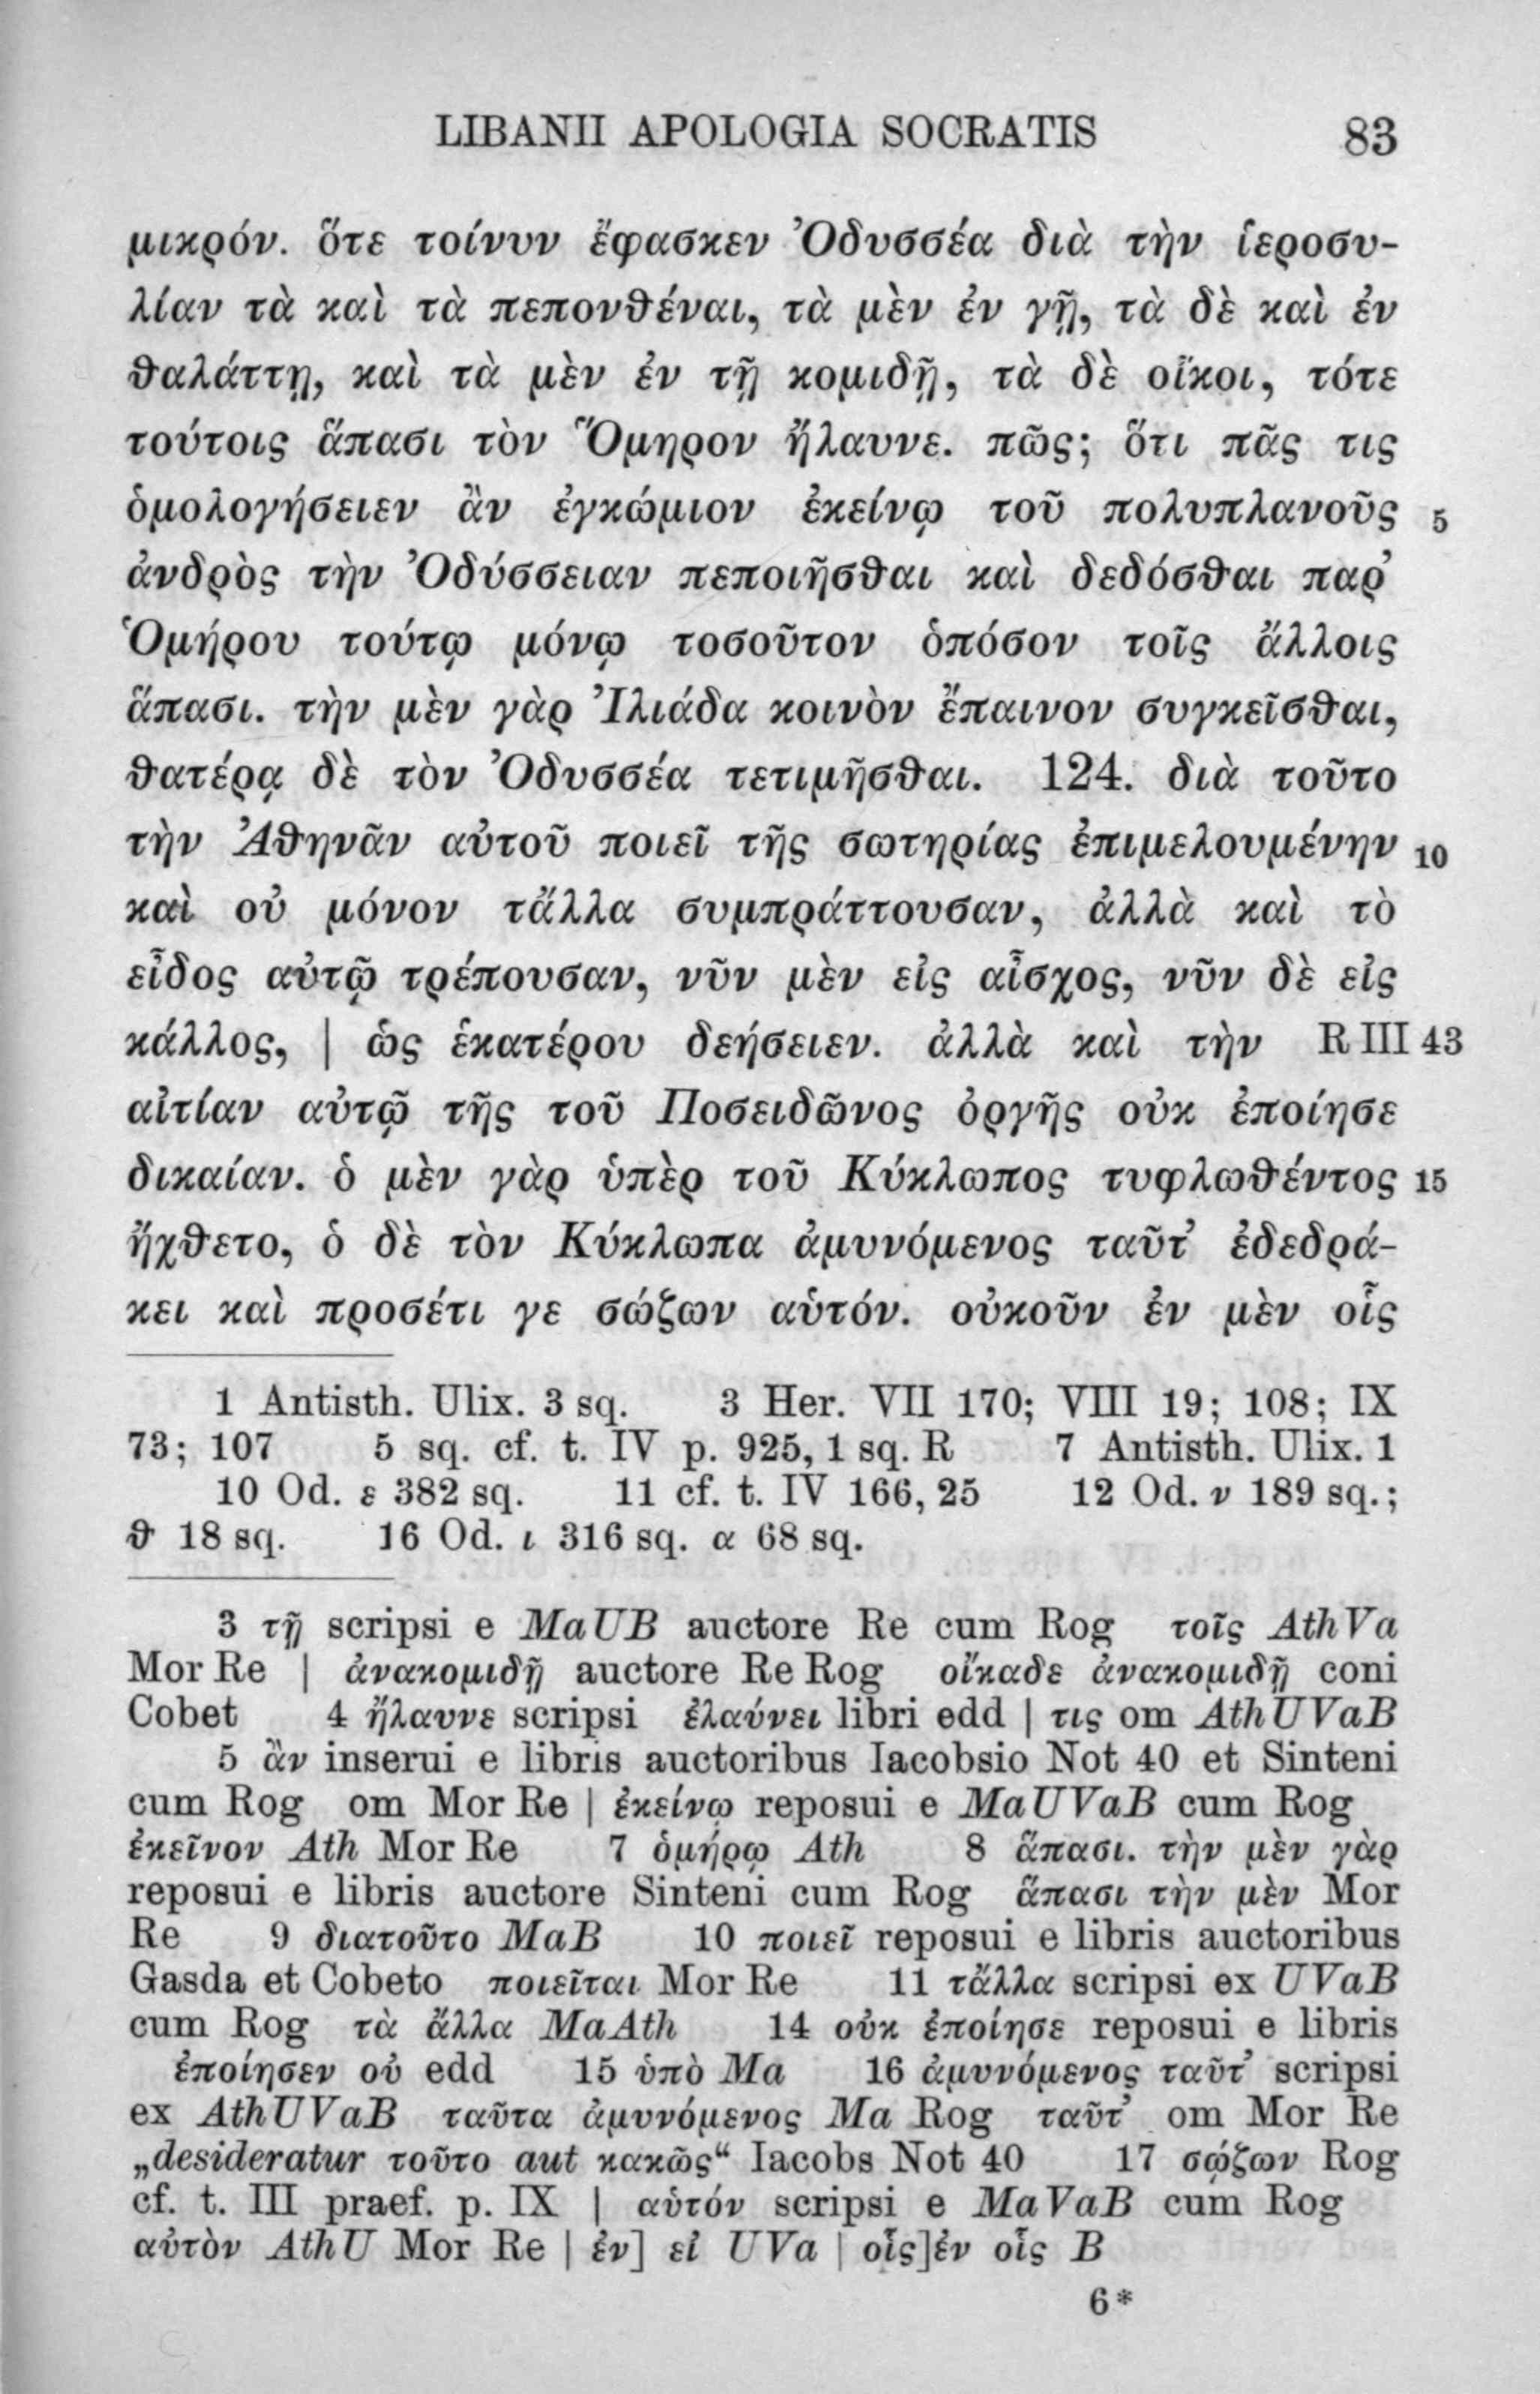 LIBANII APOLOGIA SOCRATIS 83
μικρόν. ὅτε τοίνυν ἔφασκεν Ὀδυσσέα διὰ τὴν ἱεροσυ-
λίαν τὰ καὶ τὰ πεπονθέναι, τὰ μὲν ἐν γῇ, τὰ δὲ καὶ ἐν
θαλάττῃ, καὶ τὰ μὲν ἐν τῇ κομιδῇ, τὰ δὲ οἴκοι, τότε
τούτοις ἅπασι τὸν Ὅμηρον ἤλαυνε. πῶς; ὅτι πᾶς τις
ὁμολογήσειεν ἂν ἐγκώμιον ἐκείνῳ τοῦ πολυπλανοῦς 5
ἀνδρὸς τὴν Ὀδύσσειαν πεποιῆσθαι καὶ δεδόσθαι παρ’
Ὁμήρου τούτῳ μόνῳ τοσοῦτον ὁπόσον τοῖς ἄλλοις
ἅπασι. τὴν μὲν γὰρ Ἰλιάδα κοινὸν ἔπαινον συγκεῖσθαι,
θατέρᾳ δὲ τὸν Ὀδυσσέα τετιμῆσθαι. 124. διὰ τοῦτο
τὴν Ἀθηνᾶν αὐτοῦ ποιεῖ τῆς σωτηρίας ἐπιμελουμένην 10
καὶ οὐ μόνον τἄλλα συμπράττουσαν, ἀλλὰ καὶ τὸ
εἶδος αὐτῷ τρέπουσαν, νῦν μὲν εἰς αἶσχος, νῦν δὲ εἰς
κάλλος, | ὡς ἑκατέρου δεήσειεν. ἀλλὰ καὶ τὴν R III 43
αἰτίαν αὐτῷ τῆς τοῦ Ποσειδῶνος ὀργῆς οὐκ ἐποίησε
δικαίαν. ὁ μὲν γὰρ ὑπὲρ τοῦ Κύκλωπος τυφλωθέντος 15
ἤχθετο, ὁ δὲ τὸν Κύκλωπα ἀμυνόμενος ταῦτ’ ἐδεδρά-
κει καὶ προσέτι γε σώζων αὑτόν. οὐκοῦν ἐν μὲν οἷς
1 Antisth. Ulix. 3 sq. 3 Her. VII 170; VIII 19; 108; IX
73; 107 5 sq. cf. t. IV p. 925, 1 sq. R 7 Antisth. Ulix. 1
10 Od. ε 382 sq. 11 cf. t. IV 166, 25 12 Od. ν 189 sq.;
θ 18 sq. 16 Od. ι 316 sq. α 68 sq.
3 τῇ scripsi e MaUB auctore Re cum Rog τοῖς AthVa
Mor Re | ἀνακομιδῇ auctore Re Rog οἴκαδε ἀνακομιδῇ coni
Cobet 4 ἤλαυνε scripsi ἐλαύνει libri edd | τις om AthUVaB
5 ἂν inserui e libris auctoribus Iacobsio Not 40 et Sinteni
cum Rog om Mor Re | ἐκείνῳ reposui e MaUVaB cum Rog
ἐκεῖνον Ath Mor Re 7 ὁμήρῳ Ath 8 ἅπασι. τὴν μὲν γὰρ
reposui e libris auctore Sinteni cum Rog ἅπασι τὴν μὲν Mor
Re 9 διατοῦτο MaB 10 ποιεῖ reposui e libris auctoribus
Gasda et Cobeto ποιεῖται Mor Re 11 τἄλλα scripsi ex UVaB
cum Rog τὰ ἄλλα MaAth 14 οὐκ ἐποίησε reposui e libris
ἐποίησεν οὐ edd 15 ὑπὸ Ma 16 ἀμυνόμενος ταῦτ’ scripsi
ex AthUVaB ταῦτα ἀμυνόμενος Ma Rog ταῦτ’ om Mor Re
„desideratur τοῦτο aut κακῶς“ Iacobs Not 40 17 σῴζων Rog
cf. t. III praef. p. IX | αὑτόν scripsi e MaVaB cum Rog
αὐτὸν AthU Mor Re | ἐν] εἰ UVa | οἷς]ἐν οἷς B
6*